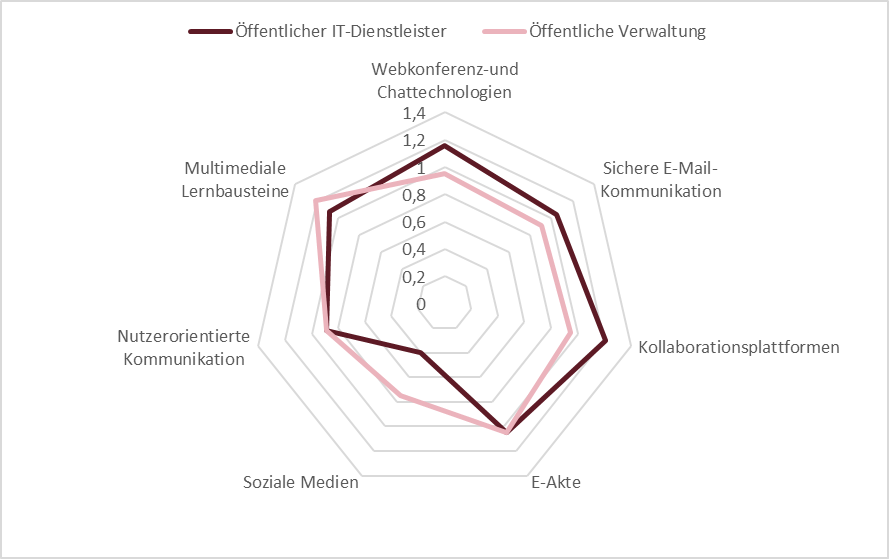 Öffentlicher IT-Dienstleister
Öffentliche Verwaltung
Webkonferenz-und
Chattechnologien
1,4
1,2
1
0,8
0,6
0,4
0,2
0
Sichere E-Mail-
Kommunikation
Kollaborationsplattformen
E-Akte
Soziale Medien
Nutzerorientierte
Kommunikation
Multimediale
Lernbausteine